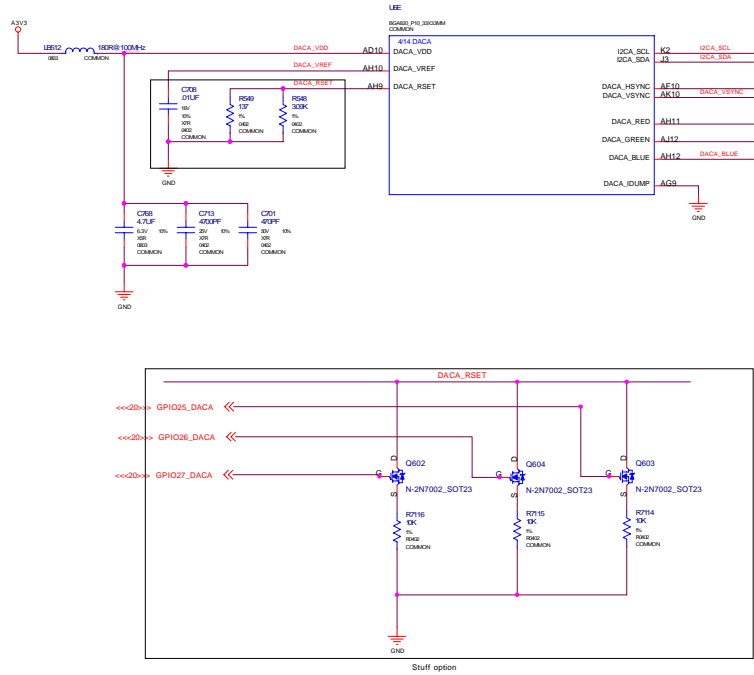 U6E
BGA820_P10_33X33MM
COMMON
A3V3
LB512 180R@100MHz
0603 COMMON
DACA_VDD AD10
DACA_VREF AH10
DACA_RSET AH9
4/14 DACA
DACA_VDD
DACA_VREF
DACA_RSET
I2CA_SCL K2 I2CA_SCL
I2CA_SDA J3 I2CA_SDA
DACA_HSYNC AF10
DACA_VSYNC AK10 DACA_VSYNC
DACA_RED AH11
DACA_GREEN AJ12
DACA_BLUE AH12 DACA_BLUE
DACA_IDUMP AG9
GND
C708
.01UF
16V
10%
X7R
0402
COMMON
R549
137
1%
0402
COMMON
R548
3.09K
1%
0402
COMMON
GND
C768
4.7UF
6.3V 10%
X5R
0603
COMMON
C713
4700PF
25V 10%
X7R
0402
COMMON
C701
470PF
50V 10%
X7R
0402
COMMON
GND
DACA_RSET
<<<20>>> GPIO25_DACA
<<<20>>> GPIO26_DACA
<<<20>>> GPIO27_DACA
G
D
S
Q602
N-2N7002_SOT23
G
D
S
Q604
N-2N7002_SOT23
G
D
S
Q603
N-2N7002_SOT23
R7116
10K
1%
R0402
COMMON
R7115
10K
1%
R0402
COMMON
R7114
10K
1%
R0402
COMMON
GND
Stuff option